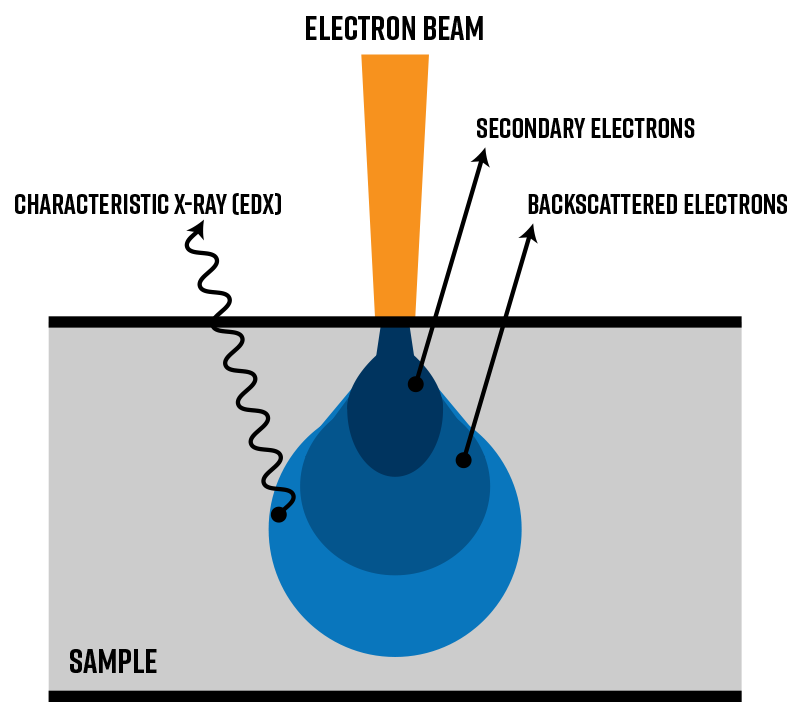 ELECTRON BEAM
SECONDARY ELECTRONS
CHARACTERISTIC X-RAY (EDX)
BACKSCATTERED ELECTRONS
SAMPLE